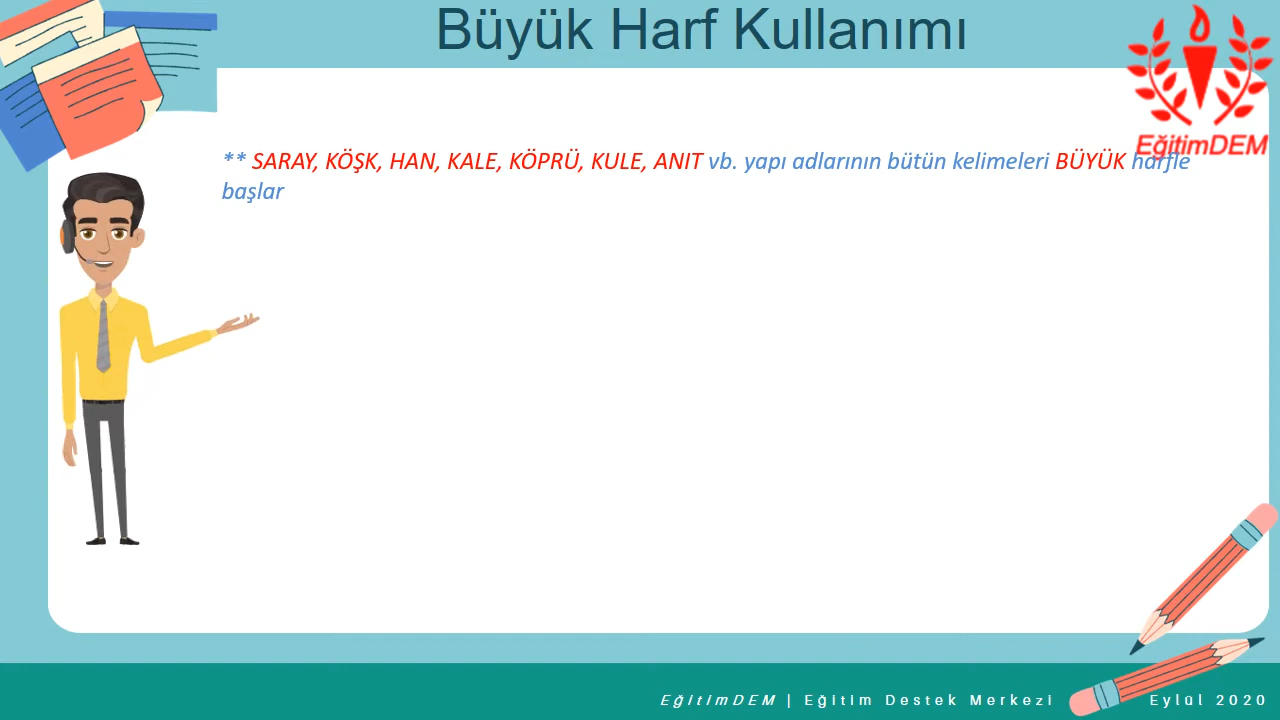 Büyük Harf Kullanımı
EğitimDEM
** SARAY, KÖŞK, HAN, KALE, KÖPRÜ, KULE, ANIT vb. yapı adlarının bütün kelimeleri BÜYÜK harfle
başlar
EğitimDEM | Eğitim Destek Merkezi
Eylül 2020